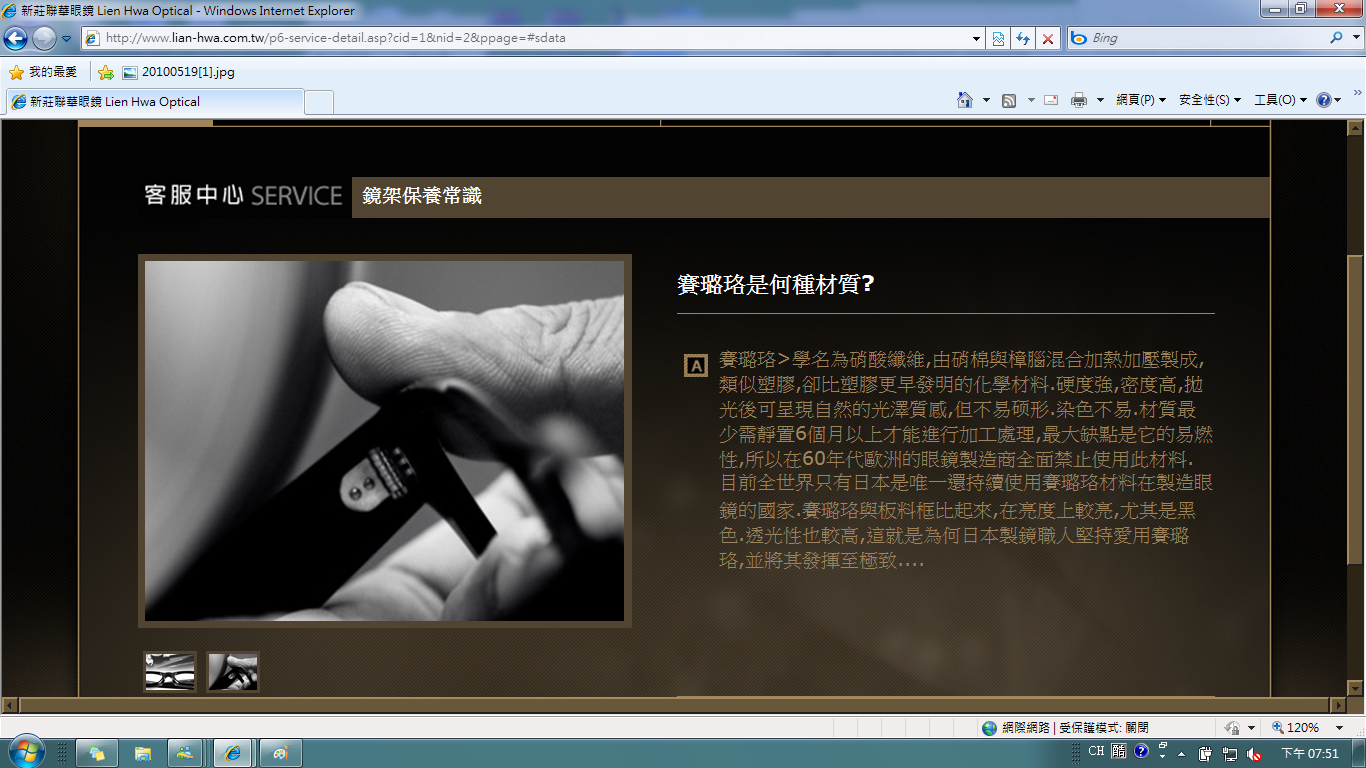 新莊聯華眼鏡 Lien Hwa Optical - Windows Internet Explorer
http://www.lian-hwa.com.tw/p6-service-detail.asp?cid=1&nid=2&ppage=#sdata
Bing
我的最愛
20100519[1].jpg
新莊聯華眼鏡 Lien Hwa Optical
網頁(P)
安全性(S)
工具(O)
客服中心 SERVICE
鏡架保養常識
賽璐珞是何種材質?
A
賽璐珞>學名為硝酸纖維,由硝棉與樟腦混合加熱加壓製成,
類似塑膠,卻比塑膠更早發明的化學材料.硬度強,密度高,拋
光後可呈現自然的光澤質感,但不易硕形.染色不易.材質最
少需靜置6個月以上才能進行加工處理,最大缺點是它的易燃
性,所以在60年代歐洲的眼鏡製造商全面禁止使用此材料.
目前全世界只有日本是唯一還持續使用賽璐珞材料在製造眼
鏡的國家.賽璐珞與板料框比起來,在亮度上較亮,尤其是黑
色.透光性也較高,這就是為何日本製鏡職人堅持愛用賽璐
珞,並將其發揮至極致....
網際網路 | 受保護模式: 關閉
120%
CH
酷
下午 07:51